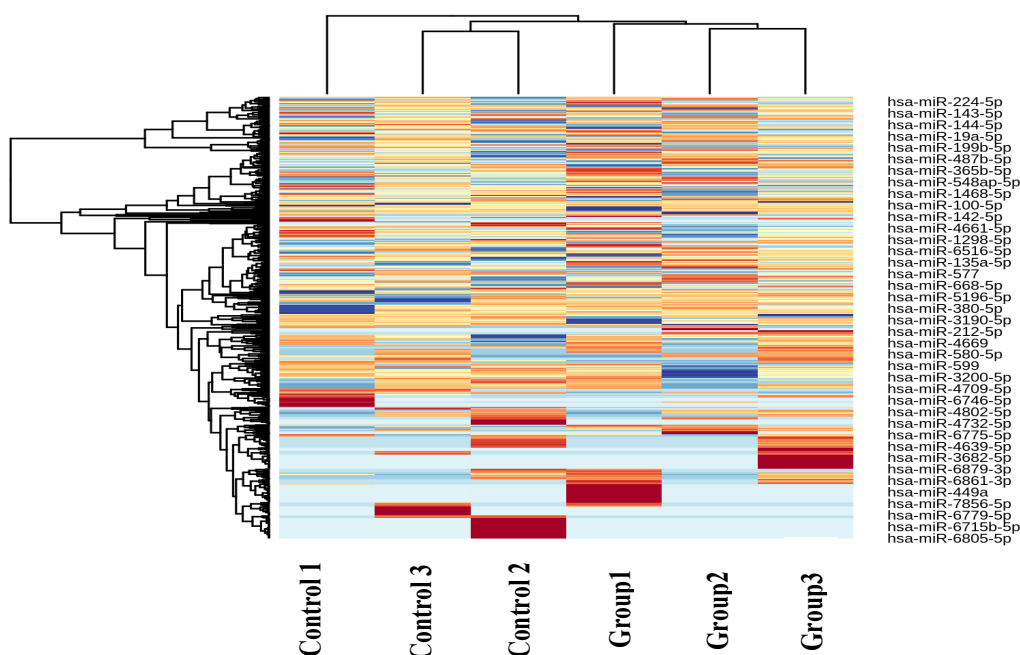 hsa-miR-224-5p
hsa-miR-143-5p
hsa-miR-144-5p
hsa-miR-19a-5p
hsa-miR-199b-5p
hsa-miR-487b-5p
hsa-miR-365b-5p
hsa-miR-548ap-5p
hsa-miR-1468-5p
hsa-miR-100-5p
hsa-miR-142-5p
hsa-miR-4661-5p
hsa-miR-1298-5p
hsa-miR-6516-5p
hsa-miR-135a-5p
hsa-miR-577
hsa-miR-668-5p
hsa-miR-5196-5p
hsa-miR-380-5p
hsa-miR-3190-5p
hsa-miR-212-5p
hsa-miR-4669
hsa-miR-580-5p
hsa-miR-599
hsa-miR-3200-5p
hsa-miR-4709-5p
hsa-miR-6746-5p
hsa-miR-4802-5p
hsa-miR-4732-5p
hsa-miR-6775-5p
hsa-miR-4639-5p
hsa-miR-3682-5p
hsa-miR-6879-3p
hsa-miR-6861-3p
hsa-miR-449a
hsa-miR-7856-5p
hsa-miR-6779-5p
hsa-miR-6715b-5p
hsa-miR-6805-5p
Control 1
Control 3
Control 2
Group1
Group2
Group3